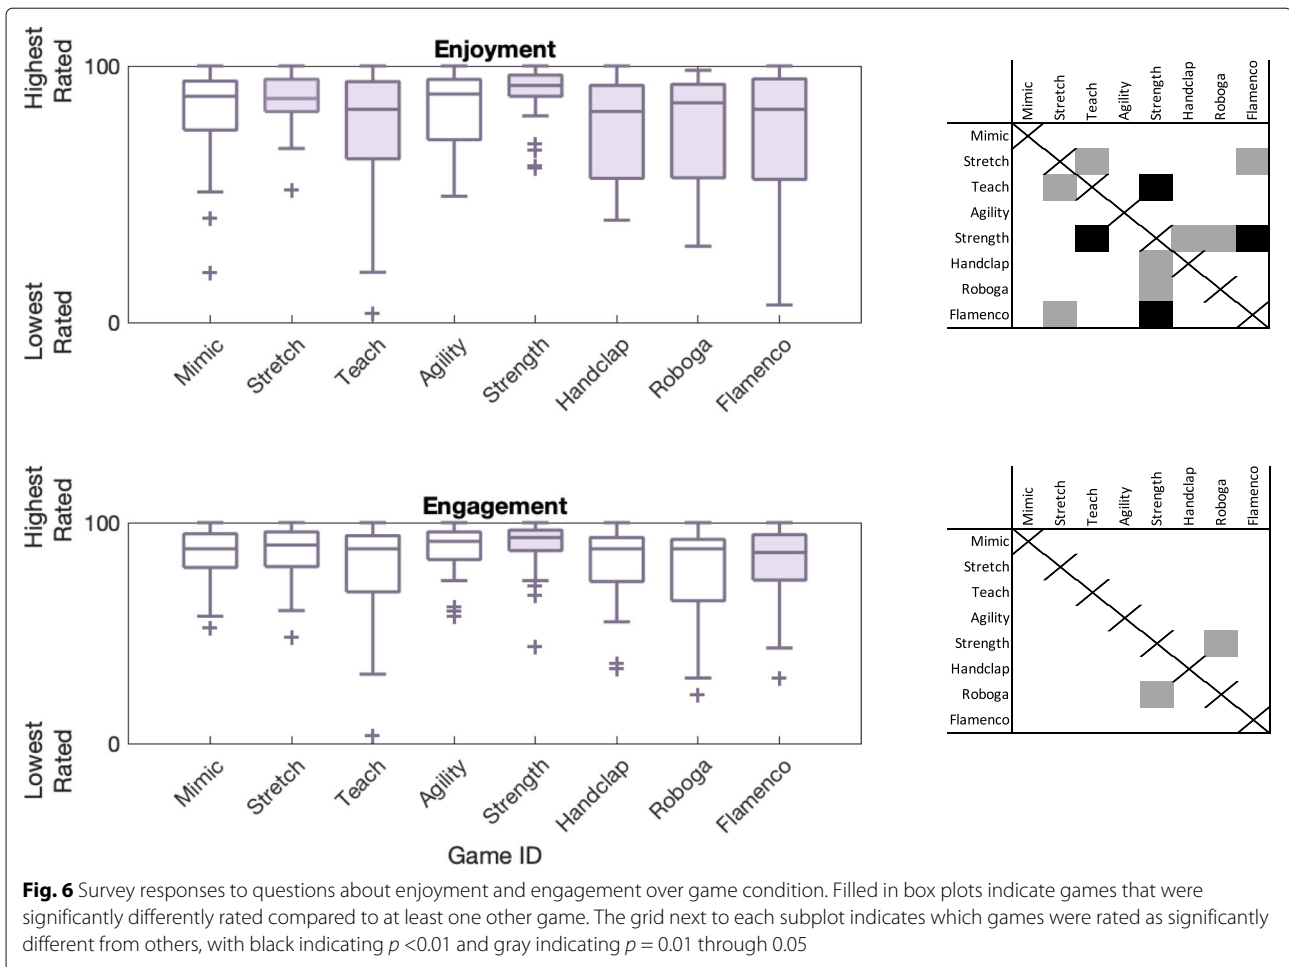 Enjoyment
Highest
Rated
100
0
Lowest
Rated
Mimic
Stretch
Teach
Agility
Strength
Handclap
Roboga
Flamenco
Mimic
Stretch
Teach
Agility
Strength
Handclap
Roboga
Flamenco
Mimic
Stretch
Teach
Agility
Strength
Handclap
Roboga
Flamenco
Engagement
Highest
Rated
100
0
Lowest
Rated
Mimic
Stretch
Teach
Agility
Strength
Handclap
Roboga
Flamenco
Game ID
Mimic
Stretch
Teach
Agility
Strength
Handclap
Roboga
Flamenco
Mimic
Stretch
Teach
Agility
Strength
Handclap
Roboga
Flamenco
Fig. 6 Survey responses to questions about enjoyment and engagement over game condition. Filled in box plots indicate games that were
significantly differently rated compared to at least one other game. The grid next to each subplot indicates which games were rated as significantly
different from others, with black indicating p <0.01 and gray indicating p = 0.01 through 0.05